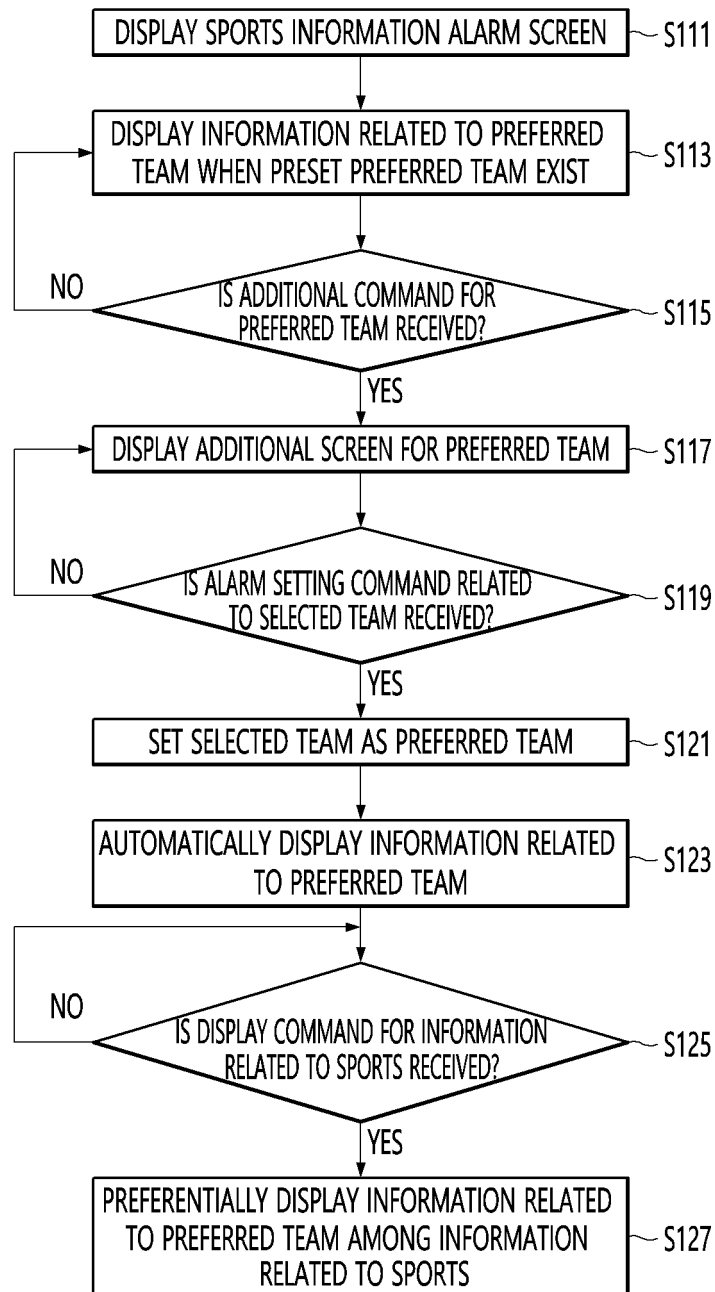 DISPLAY SPORTS INFORMATION ALARM SCREEN
S111
DISPLAY INFORMATION RELATED TO PREFERRED
TEAM WHEN PRESET PREFERRED TEAM EXIST
S113
NO
IS ADDITIONAL COMMAND FOR
PREFERRED TEAM RECEIVED?
S115
YES
DISPLAY ADDITIONAL SCREEN FOR PREFERRED TEAM
S117
NO
IS ALARM SETTING COMMAND RELATED
TO SELECTED TEAM RECEIVED?
S119
YES
SET SELECTED TEAM AS PREFERRED TEAM
S121
AUTOMATICALLY DISPLAY INFORMATION RELATED
TO PREFERRED TEAM
S123
NO
IS DISPLAY COMMAND FOR INFORMATION
RELATED TO SPORTS RECEIVED?
S125
YES
PREFERENTIALLY DISPLAY INFORMATION RELATED
TO PREFERRED TEAM AMONG INFORMATION
RELATED TO SPORTS
S127